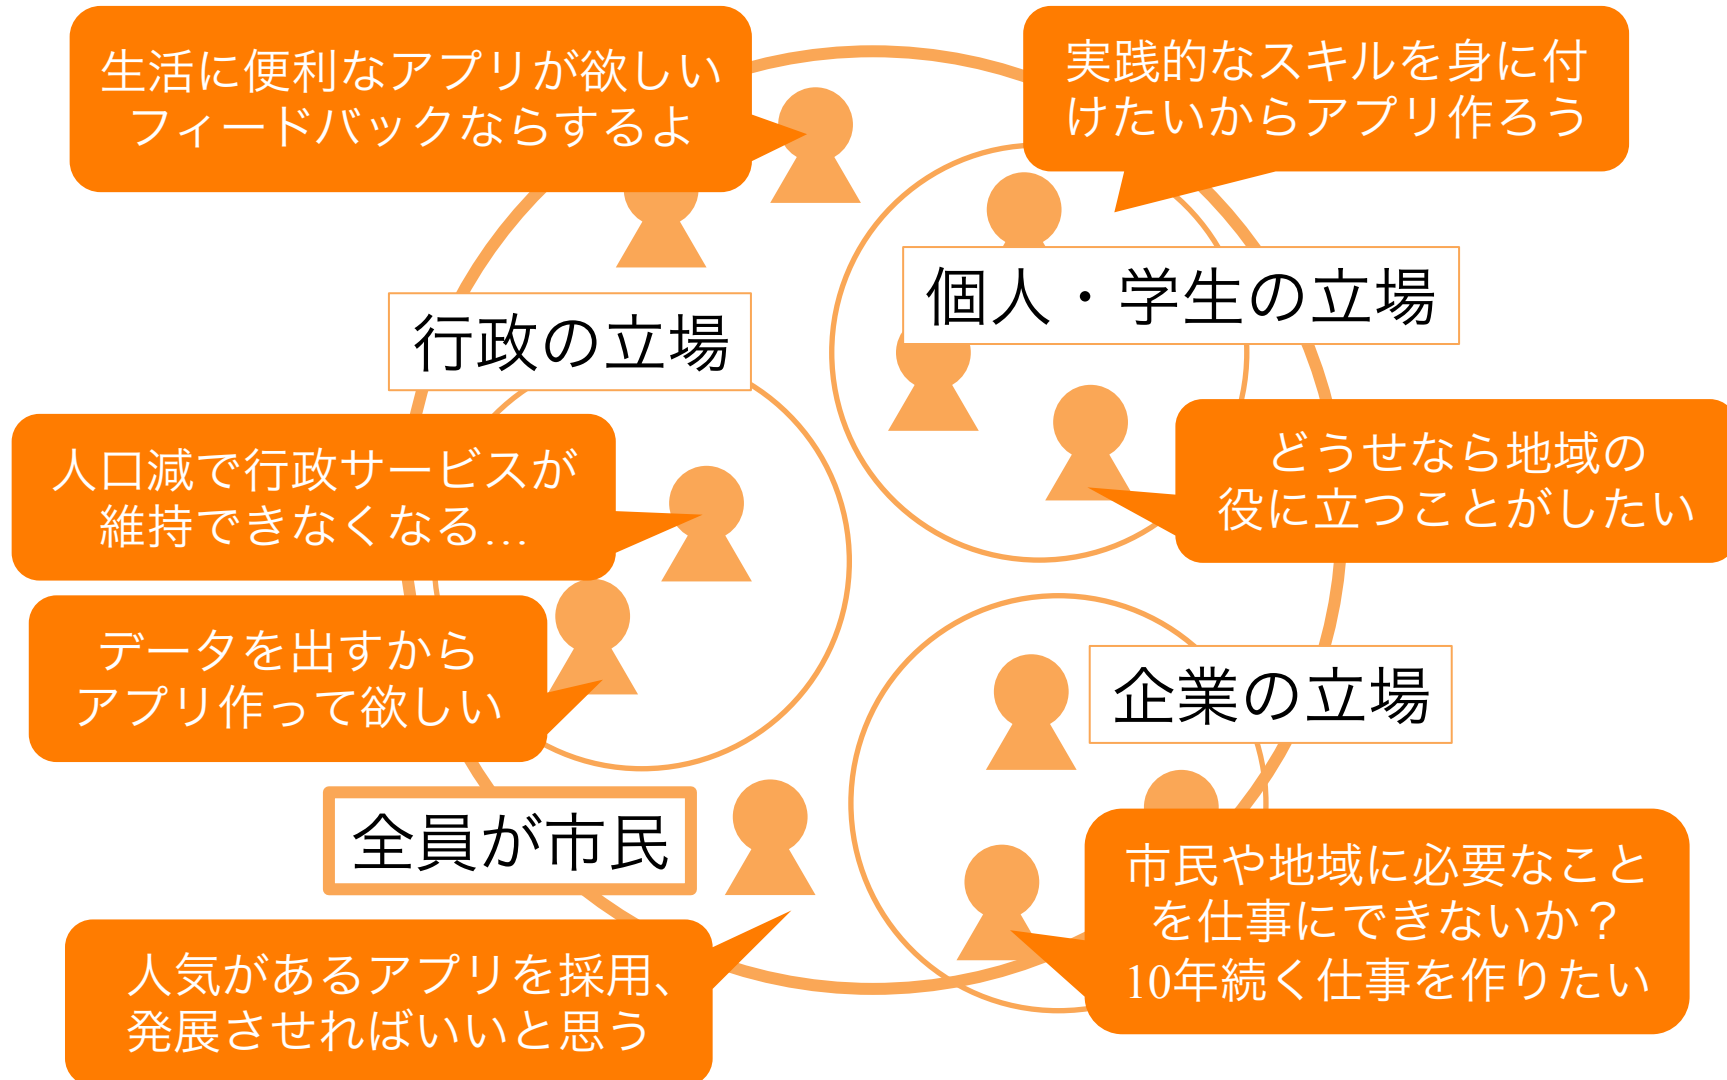 生活に便利なアプリが欲しい
フィードバックならするよ
実践的なスキルを身に付
けたいからアプリ作ろう
個人・学生の立場
行政の立場
人口減で行政サービスが
維持できなくなる…
どうせなら地域の
役に立つことがしたい
データを出すから
アプリ作って欲しい
企業の立場
全員が市民
市民や地域に必要なこと
を仕事にできないか？
10年続く仕事を作りたい
人気があるアプリを採用、
発展させればいいと思う